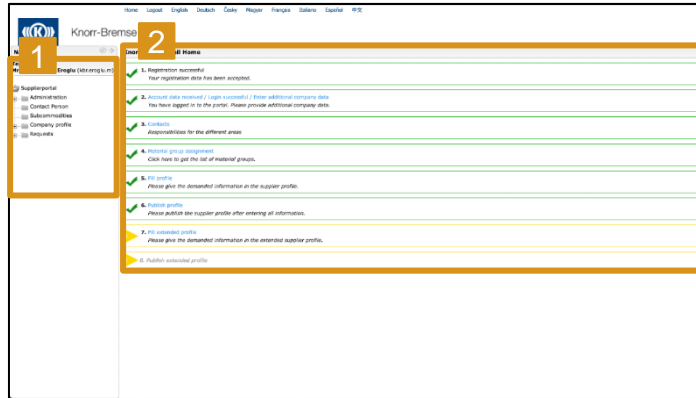 Home Logout English Deutsch Česky Magyar Français Italiano Español 中文
Knorr-Bremse
1
2
Home
Eroglu (kbr.eroglu.m)
Supplierportal
Administration
Contact Person
Subcommodities
Company profile
Requests
1. Registration successful
Your registration data has been accepted.
2. Account data received / Login successful / Enter additional company data
You have logged in to the portal. Please provide additional company data.
3. Contacts
Responsibilities for the different areas
4. Material group assignment
Click here to get the list of material groups.
5. Fill profile
Please give the demanded information in the supplier profile.
6. Publish profile
Please publish the supplier profile after entering all information.
7. Fill extended profile
Please give the demanded information in the extended supplier profile.
8. Publish extended profile